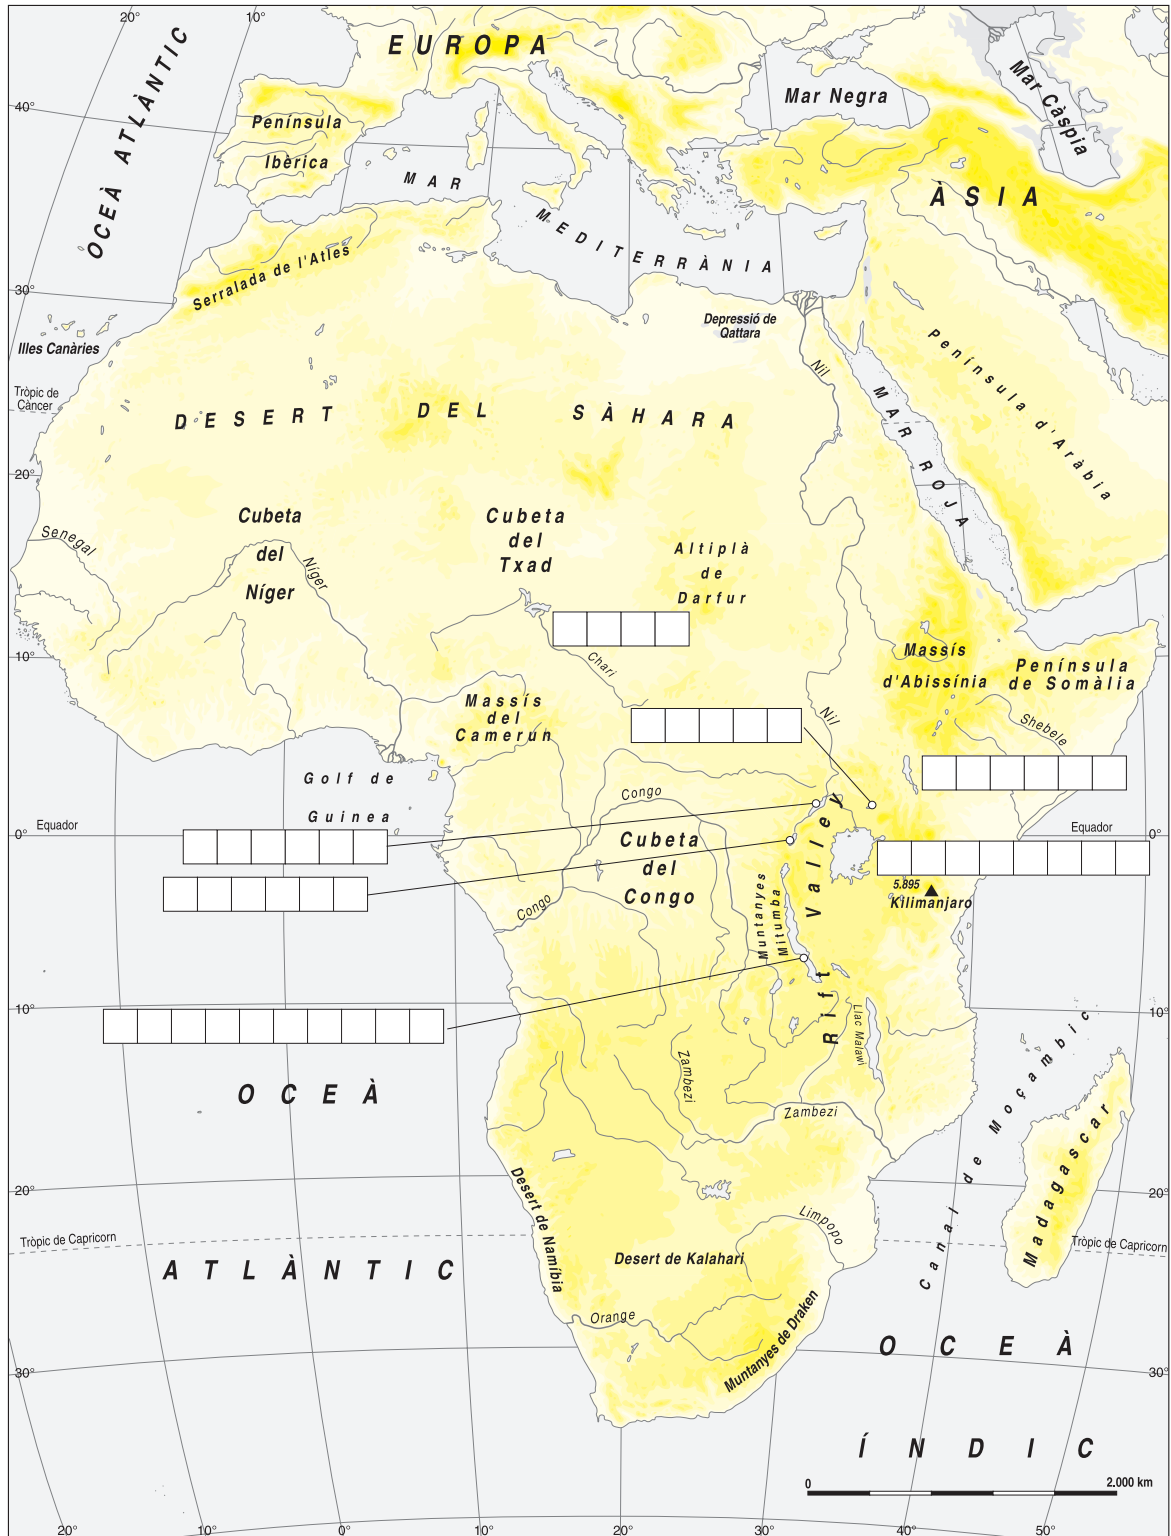 20°
10°
EUROPA
OCEÀ ATLÀNTIC
Mar Negra
Mar Càspia
40°
Península
Ibèrica
MAR
MEDITERRÀNIA
ÀSIA
Serralada de l'Atles
30°
Illes Canàries
Depressió de
Qattara
Nil
Península d'Aràbia
MAR ROJA
Tròpic de
Càncer
DESERT DEL SÀHARA
20°
Cubeta
del
Níger
Cubeta
del
Txad
Altiplà
de
Darfur
Senegal
Níger
10°
Chari
Massís
d'Abissínia
Península
de Somàlia
Massís
del
Camerun
Nil
Shebele
Golf de
Guinea
Congo
0°
Equador
Equador
0°
Cubeta
del
Congo
Congo
Muntanyes
Mitumba
Rift Valley
5.895
Kilimanjaro
10°
10°
Llac Malawi
Zambezi
Zambezi
Canal de Moçambic
Madagascar
OCEÀ
ATLÀNTIC
20°
20°
Desert de Namíbia
Limpopo
Tròpic de Capricorn
Tròpic de Capricorn
Desert de Kalahari
Orange
Muntanyes de Draken
30°
30°
OCEÀ
ÍNDIC
0
2.000 km
20°
10°
0°
10°
20°
30°
40°
50°